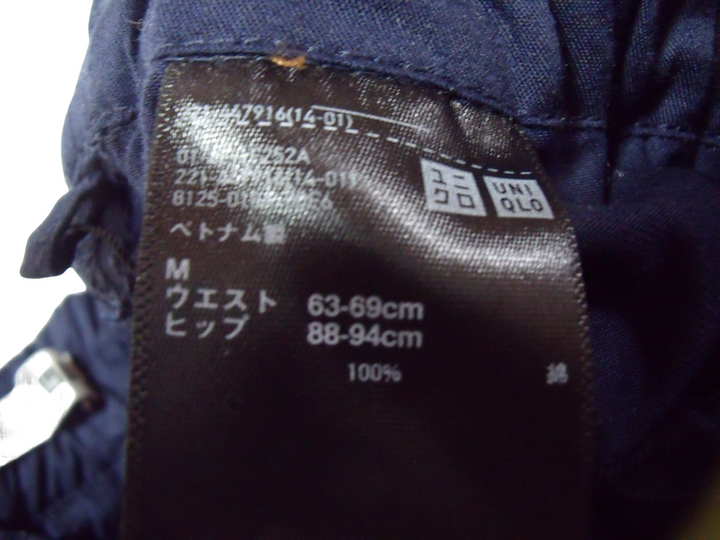 ユニ
クロ
UNI
QLO
252A
ベトナム製
M
ウエスト 63-69cm
ヒップ 88-94cm
100% 綿